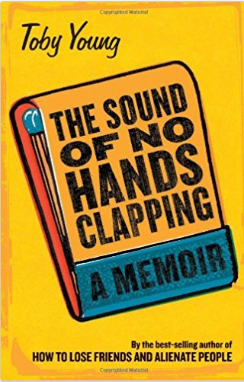 Toby Young
THE SOUND
OF NO
HANDS
CLAPPING
A MEMOIR
By the best-selling author of
HOW TO LOSE FRIENDS AND ALIENATE PEOPLE